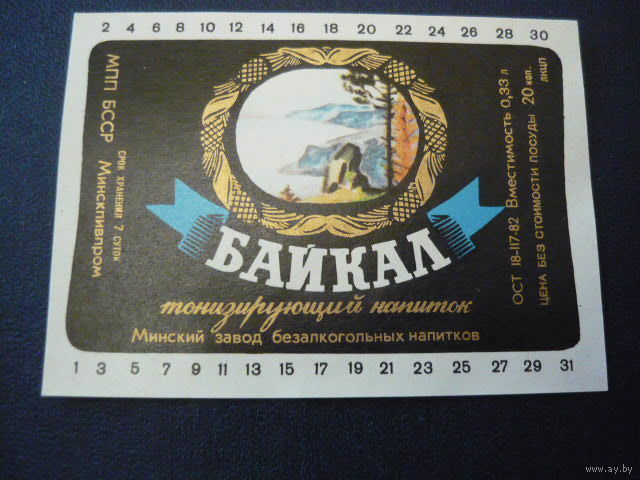 2 4 6 8 10 12 14 16 18 20 22 24 26 28 30
МПП БССР Минскпивпром
СРОК ХРАНЕНИЯ 7 СУТОК
БАЙКАЛ
тонизирующий напиток
Минский завод безалкогольных напитков
ОСТ 18-117-82 Вместимость 0,33 л
ЦЕНА БЕЗ СТОИМОСТИ ПОСУДЫ 20 коп. ЛКЦП
1 3 5 7 9 11 13 15 17 19 21 23 25 27 29 31
www.ay.by